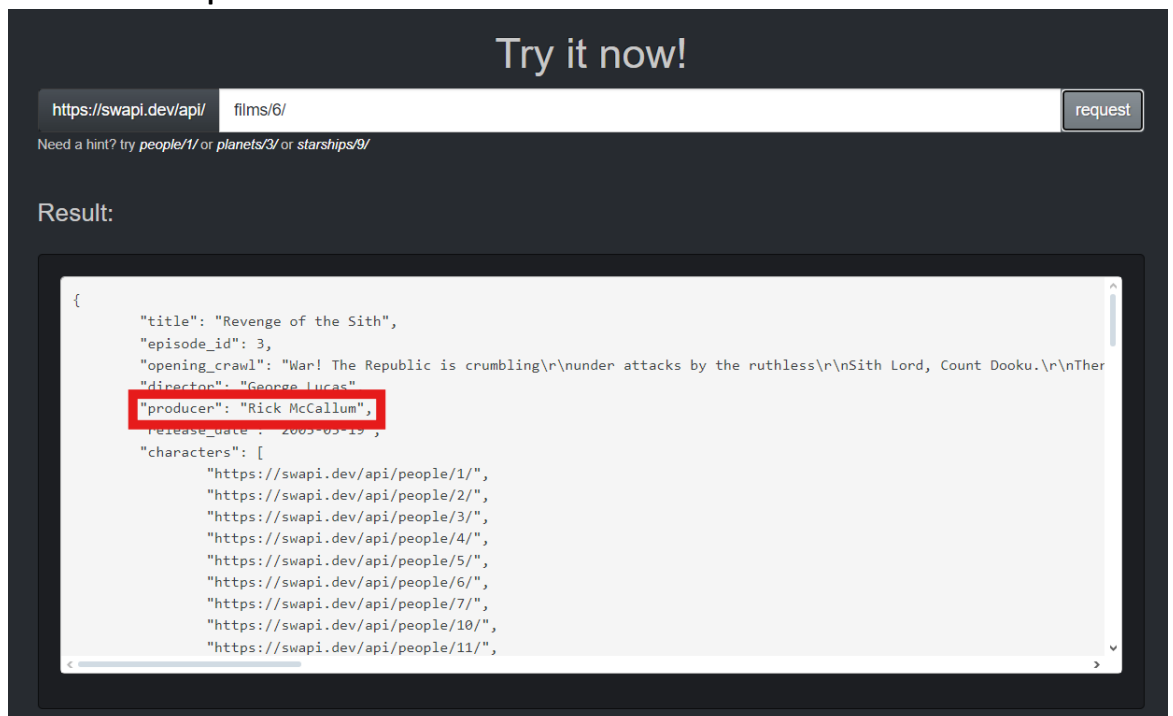 Try it now!
https://swapi.dev/api/ films/6/ request
Need a hint? try people/1/ or planets/3/ or starships/9/
Result:
{
"title": "Revenge of the Sith",
"episode_id": 3,
"opening_crawl": "War! The Republic is crumbling\r\nunder attacks by the ruthless\r\nSith Lord, Count Dooku.\r\nTher
"director": "George Lucas"
"producer": "Rick McCallum",
"release_date": "2005-05-19",
"characters": [
"https://swapi.dev/api/people/1/",
"https://swapi.dev/api/people/2/",
"https://swapi.dev/api/people/3/",
"https://swapi.dev/api/people/4/",
"https://swapi.dev/api/people/5/",
"https://swapi.dev/api/people/6/",
"https://swapi.dev/api/people/7/",
"https://swapi.dev/api/people/10/",
"https://swapi.dev/api/people/11/",